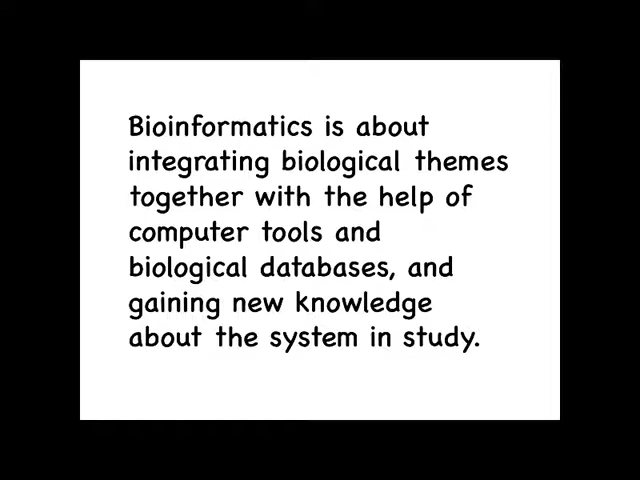 Bioinformatics is about
integrating biological themes
together with the help of
computer tools and
biological databases, and
gaining new knowledge
about the system in study.